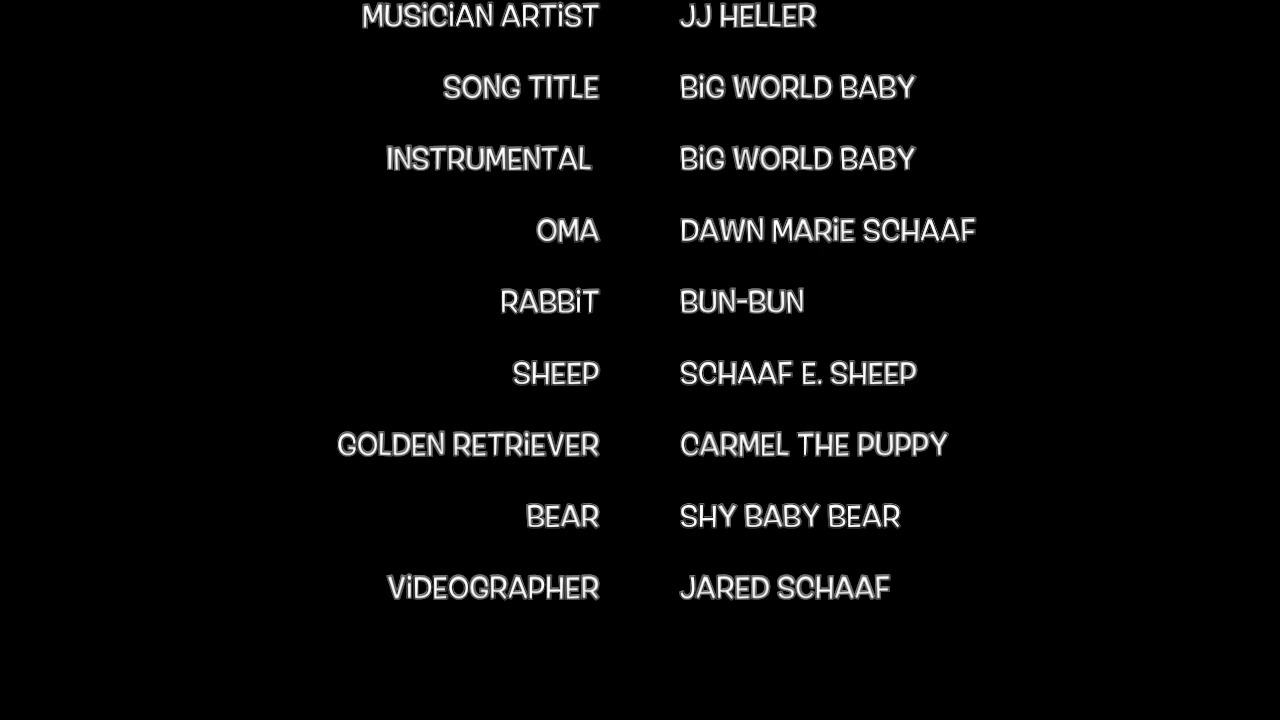 MUSiCiAN ARTiST JJ HELLER
SONG TITLE BiG WORLD BABY
INSTRUMENTAL BiG WORLD BABY
OMA DAWN MARiE SCHAAF
RABBiT BUN-BUN
SHEEP SCHAAF E. SHEEP
GOLDEN RETRiEVER CARMEL THE PUPPY
BEAR SHY BABY BEAR
ViDEOGRAPHER JARED SCHAAF